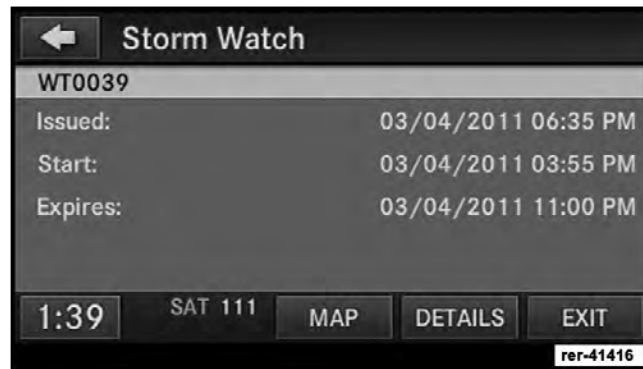 Storm Watch
WT0039
Issued: 03/04/2011 06:35 PM
Start: 03/04/2011 03:55 PM
Expires: 03/04/2011 11:00 PM
1:39 SAT 111 MAP DETAILS EXIT
rer-41416